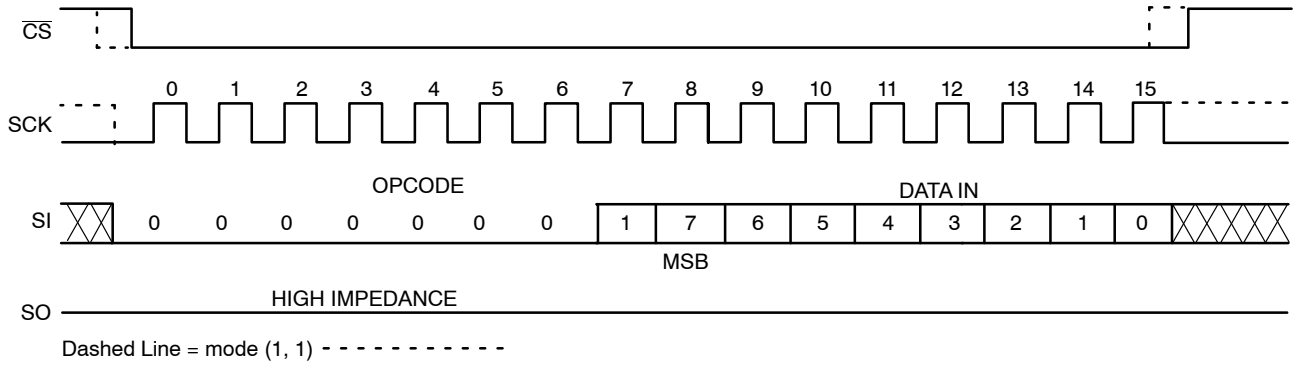 CS
0 1 2 3 4 5 6 7 8 9 10 11 12 13 14 15
SCK
OPCODE DATA IN
SI 0 0 0 0 0 0 0 1 7 6 5 4 3 2 1 0
MSB
HIGH IMPEDANCE
SO
Dashed Line = mode (1, 1)